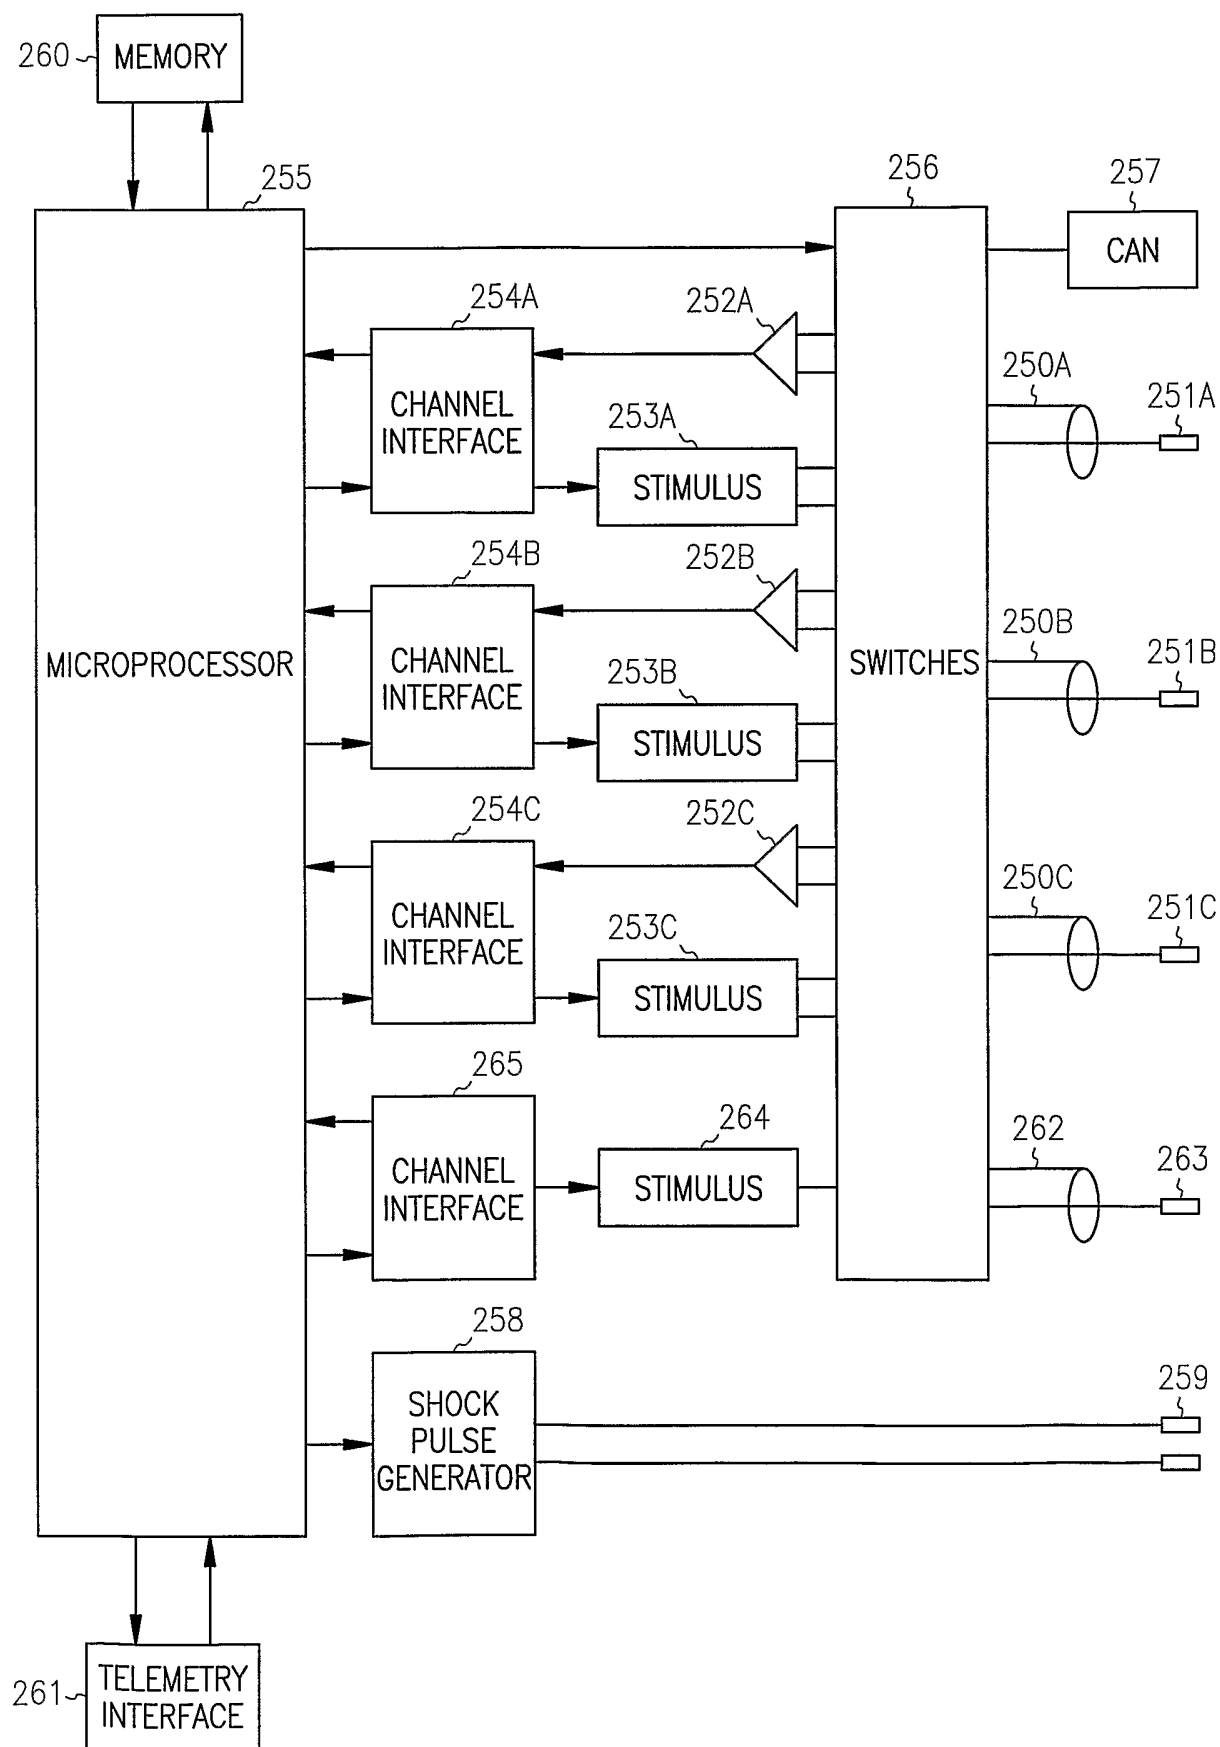 260
MEMORY
255
256
257
CAN
254A
252A
250A
251A
CHANNEL
INTERFACE
253A
STIMULUS
254B
252B
250B
251B
MICROPROCESSOR
CHANNEL
INTERFACE
253B
STIMULUS
SWITCHES
254C
252C
250C
251C
CHANNEL
INTERFACE
253C
STIMULUS
265
264
262
263
CHANNEL
INTERFACE
STIMULUS
258
259
SHOCK
PULSE
GENERATOR
261
TELEMETRY
INTERFACE